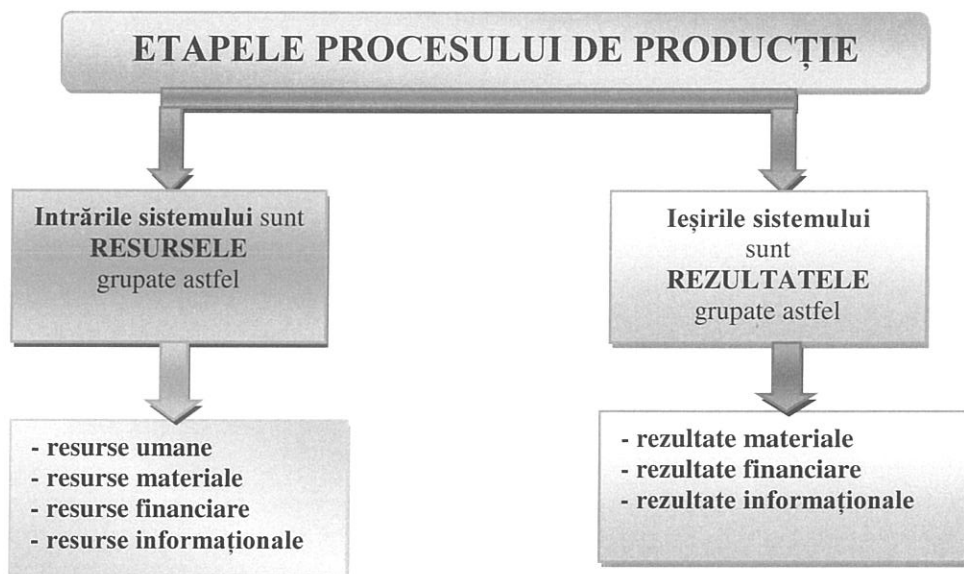 ETAPELE PROCESULUI DE PRODUCȚIE
Intrările sistemului sunt
RESURSELE
grupate astfel
- resurse umane
- resurse materiale
- resurse financiare
- resurse informaționale
Ieșirile sistemului
sunt
REZULTATELE
grupate astfel
- rezultate materiale
- rezultate financiare
- rezultate informaționale